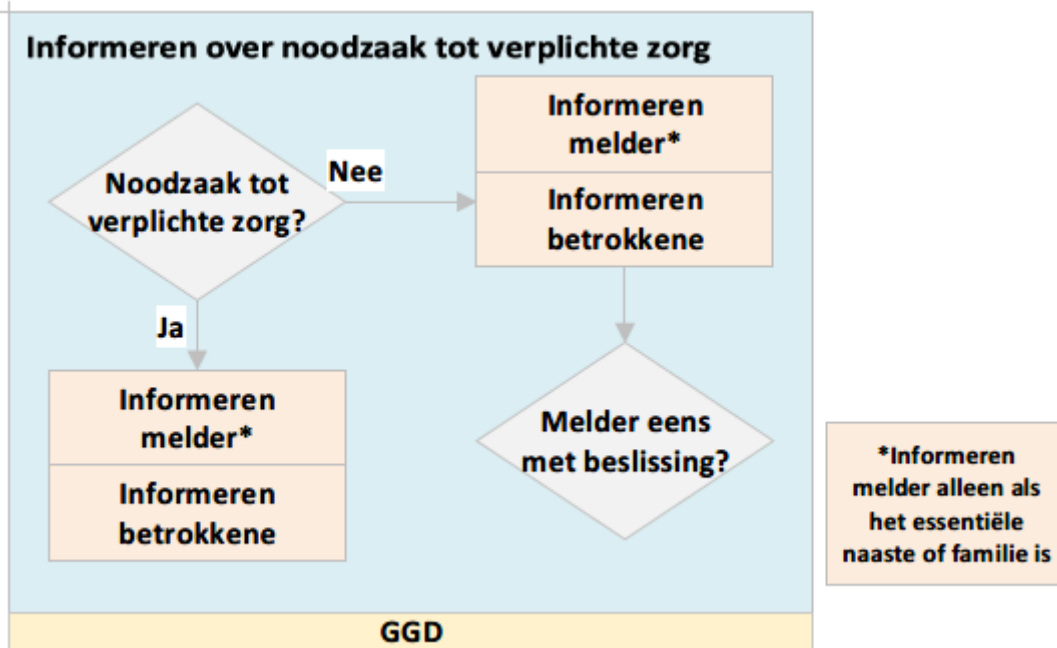 Informeren over noodzaak tot verplichte zorg
Noodzaak tot
verplichte zorg?
Nee
Informeren
melder*
Informeren
betrokkene
Ja
Informeren
melder*
Informeren
betrokkene
Melder eens
met beslissing?
*Informeren
melder alleen als
het essentiële
naaste of familie is
GGD